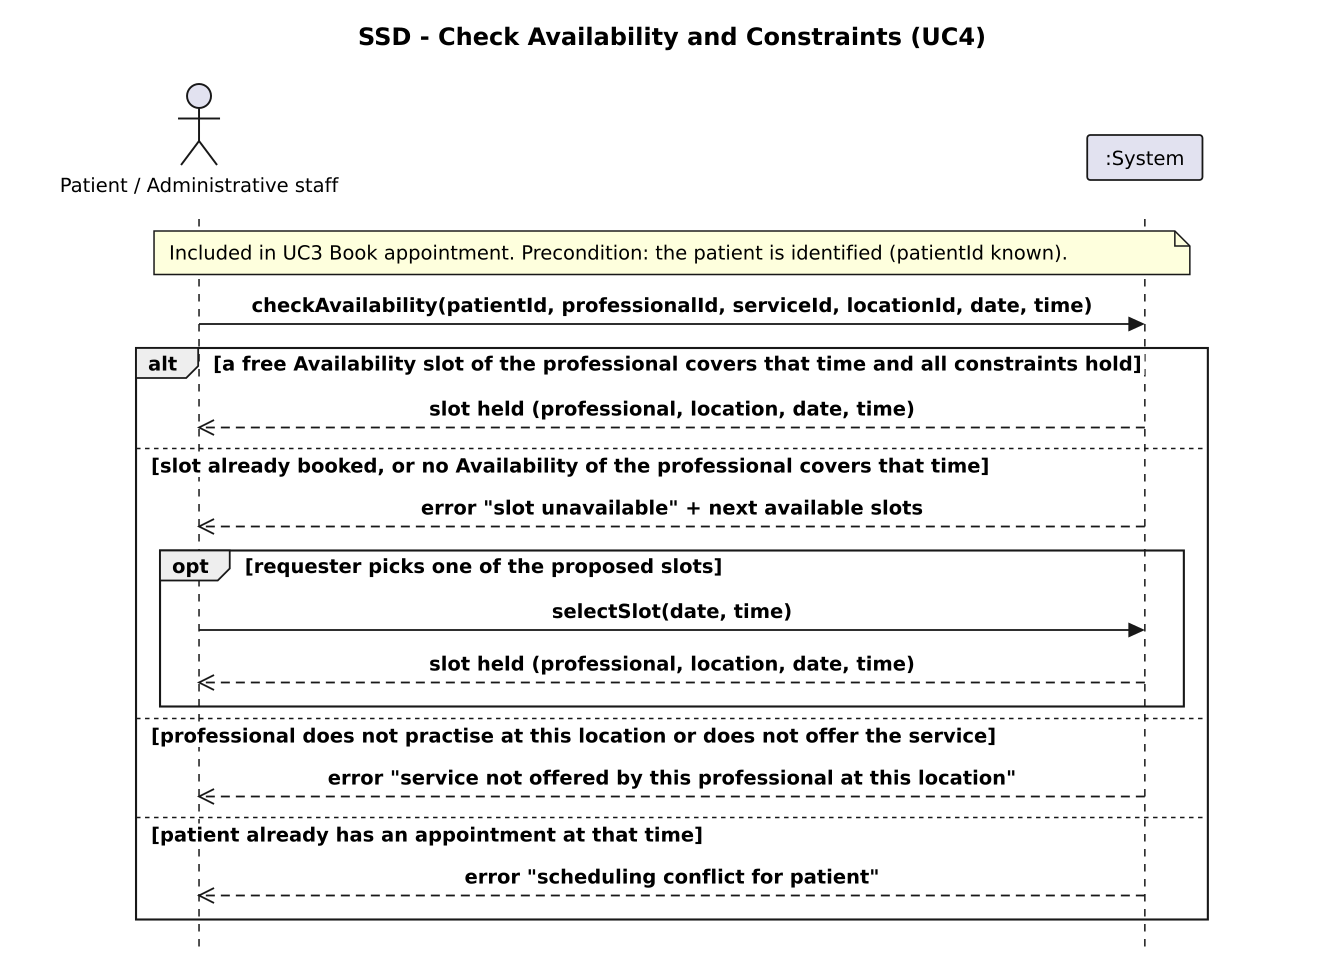 SSD - Check Availability and Constraints (UC4)
Patient / Administrative staff
:System
Included in UC3 Book appointment. Precondition: the patient is identified (patientId known).
checkAvailability(patientId, professionalId, serviceId, locationId, date, time)
alt
[a free Availability slot of the professional covers that time and all constraints hold]
slot held (professional, location, date, time)
[slot already booked, or no Availability of the professional covers that time]
error "slot unavailable" + next available slots
opt
[requester picks one of the proposed slots]
selectSlot(date, time)
slot held (professional, location, date, time)
[professional does not practise at this location or does not offer the service]
error "service not offered by this professional at this location"
[patient already has an appointment at that time]
error "scheduling conflict for patient"